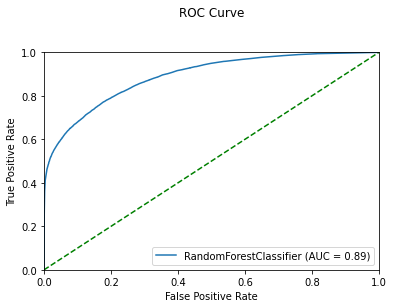 ROC Curve
1.0
0.8
0.6
0.4
0.2
0.0
True Positive Rate
RandomForestClassifier (AUC = 0.89)
0.0 0.2 0.4 0.6 0.8 1.0
False Positive Rate